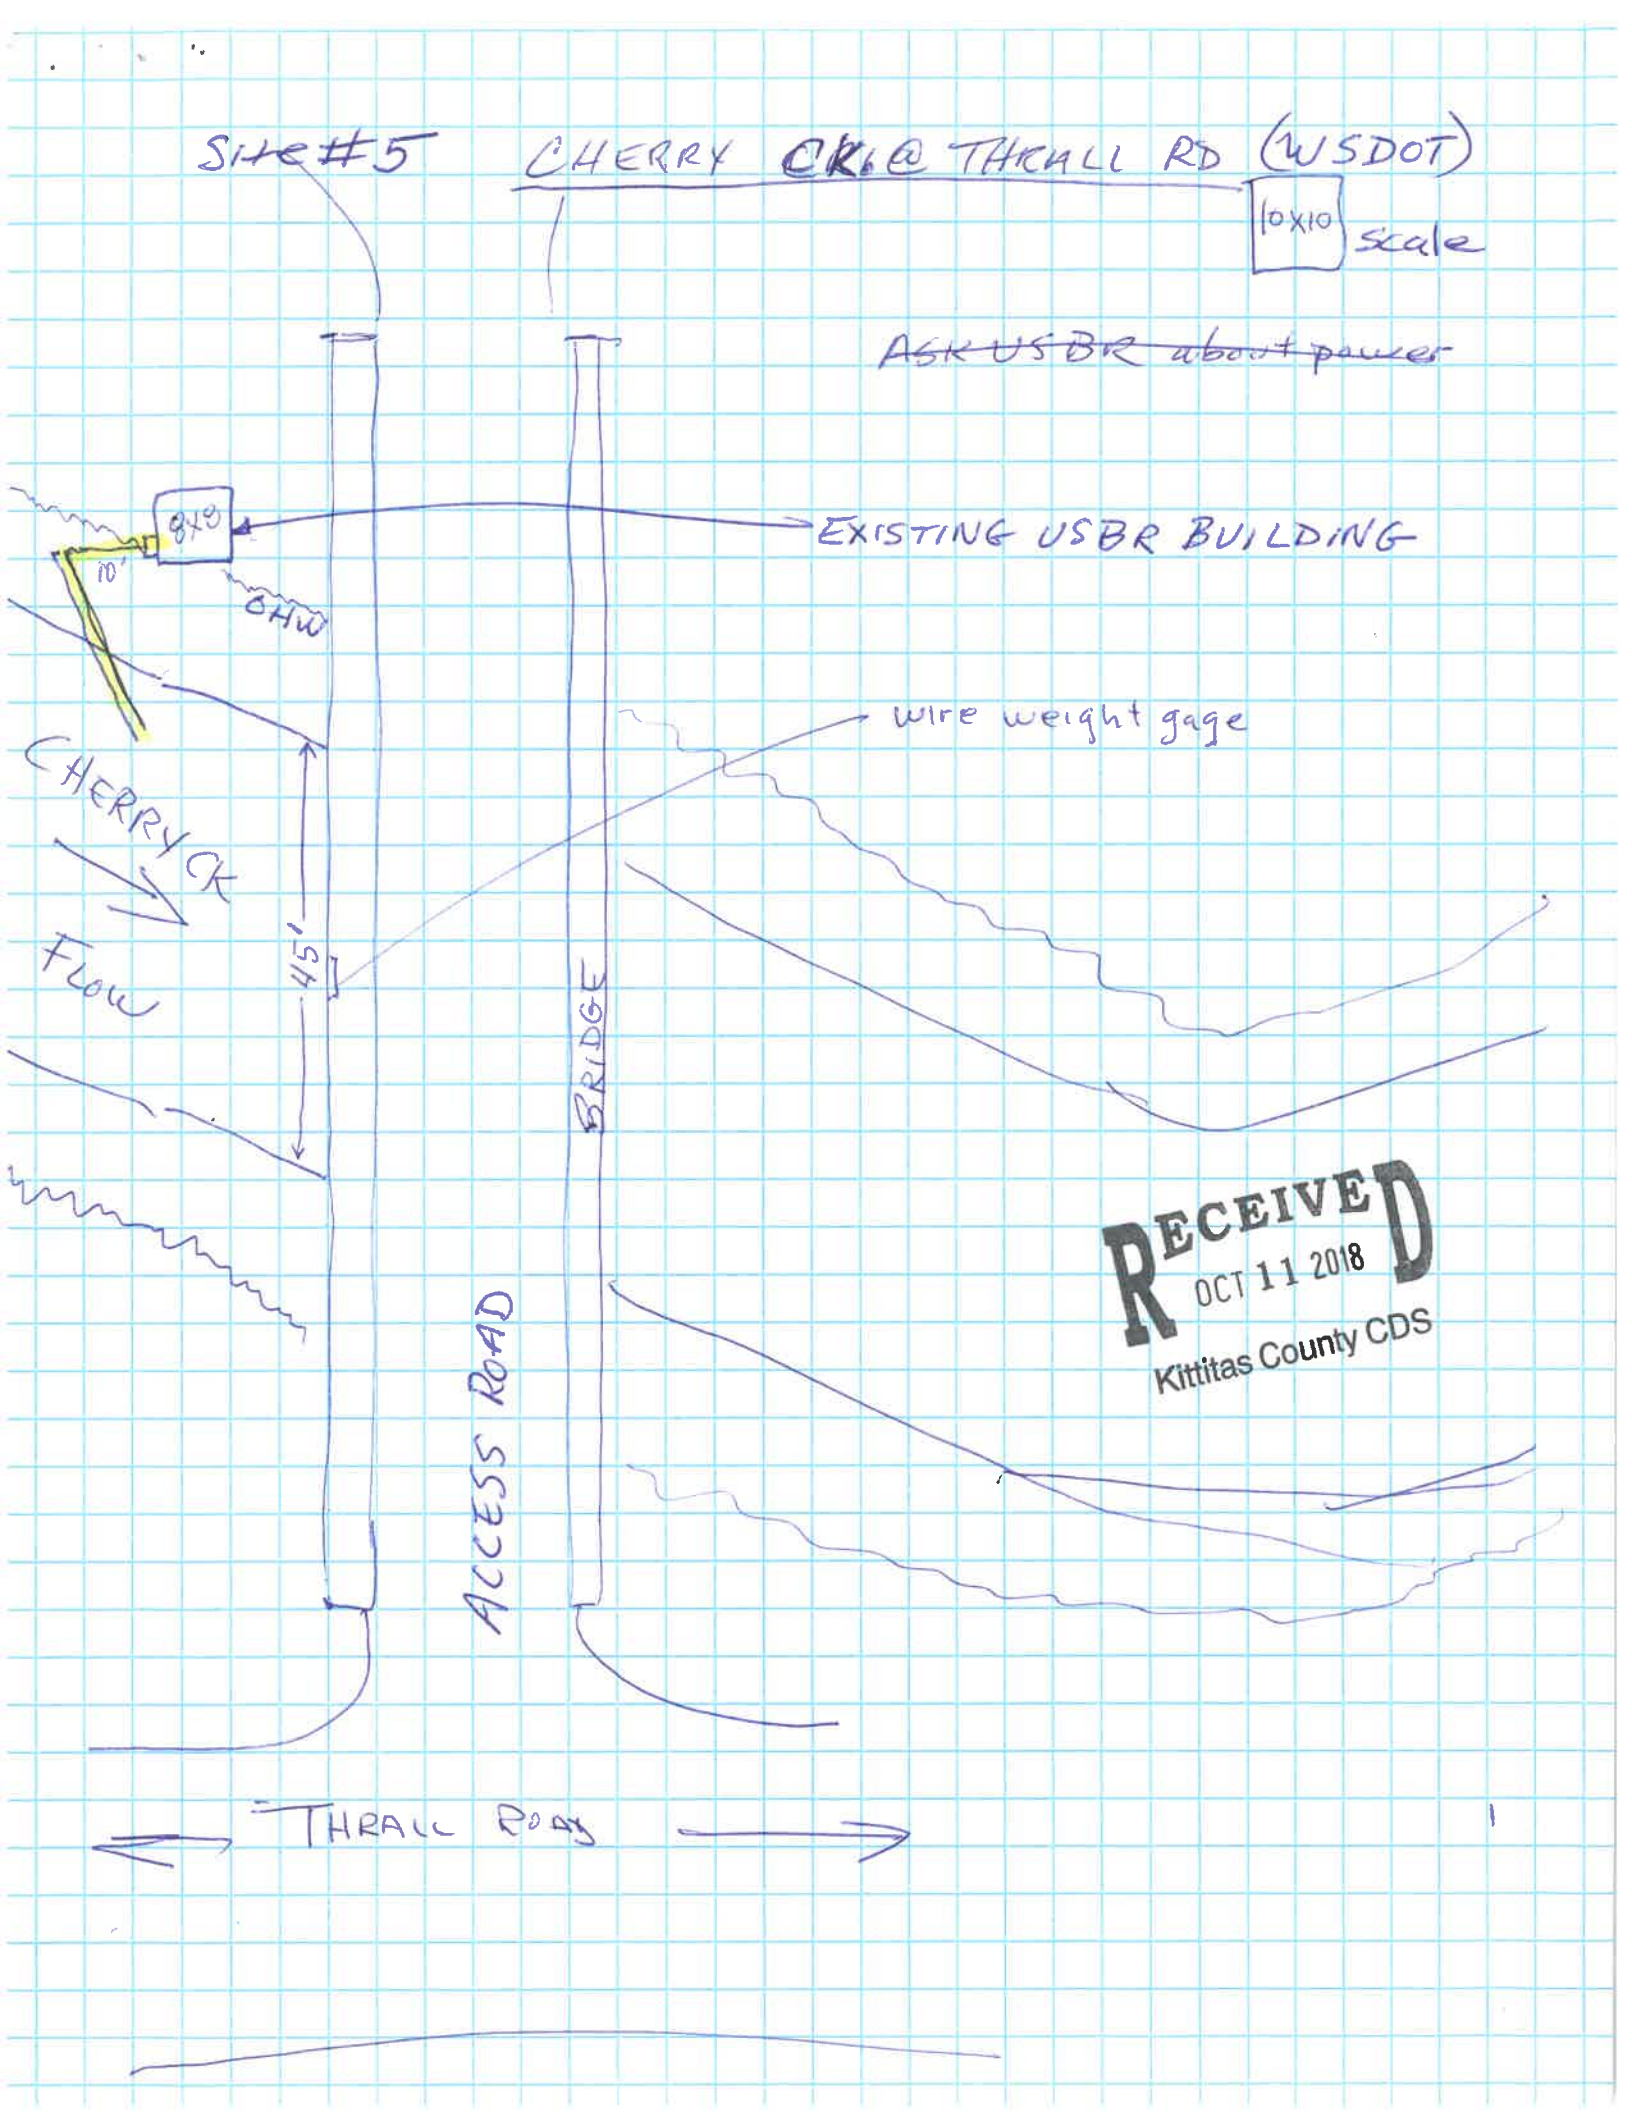 Site #5 CHERRY CK. @ THRALL RD (WSDOT)
10x10 scale
ASK USBR about power
8x8
EXISTING USBR BUILDING
10'
OHW
wire weight gage
CHERRY CK
FLOW
45'
BRIDGE
ACCESS ROAD
RECEIVED
OCT 11 2018
Kittitas County CDS
THRALL ROAD
1